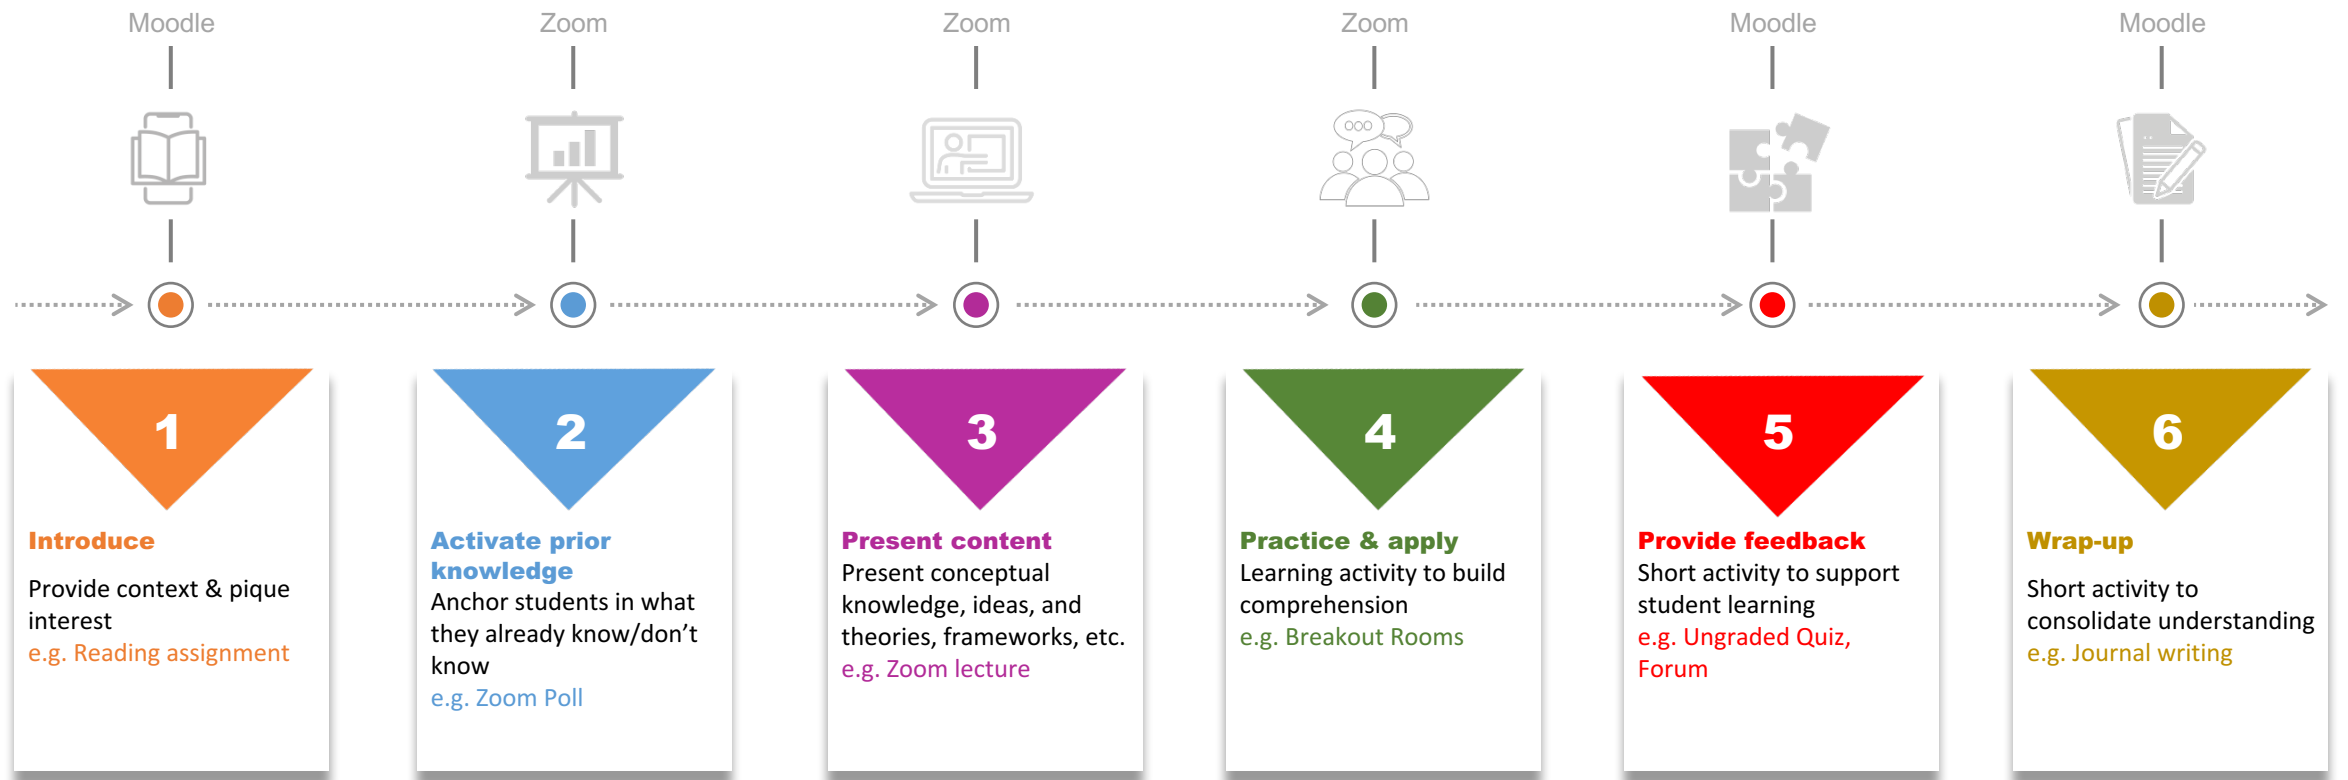 Moodle
Zoom
Zoom
Zoom
Moodle
Moodle
1
Introduce
Provide context & pique
interest
e.g. Reading assignment
2
Activate prior
knowledge
Anchor students in what
they already know/don’t
know
e.g. Zoom Poll
3
Present content
Present conceptual
knowledge, ideas, and
theories, frameworks, etc.
e.g. Zoom lecture
4
Practice & apply
Learning activity to build
comprehension
e.g. Breakout Rooms
5
Provide feedback
Short activity to support
student learning
e.g. Ungraded Quiz,
Forum
6
Wrap-up
Short activity to
consolidate understanding
e.g. Journal writing